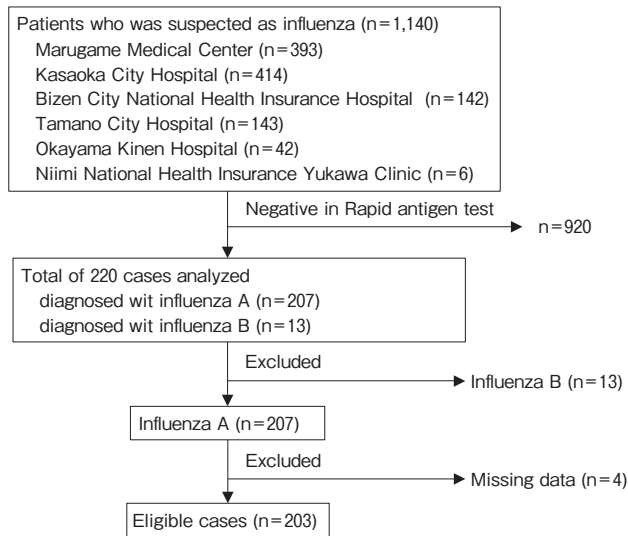 Patients who was suspected as influenza (n=1,140)
Marugame Medical Center (n=393)
Kasaoka City Hospital (n=414)
Bizen City National Health Insurance Hospital (n=142)
Tamano City Hospital (n=143)
Okayama Kinen Hospital (n=42)
Niimi National Health Insurance Yukawa Clinic (n=6)
Negative in Rapid antigen test
n=920
Total of 220 cases analyzed
diagnosed wit influenza A (n=207)
diagnosed wit influenza B (n=13)
Excluded
Influenza B (n=13)
Influenza A (n=207)
Excluded
Missing data (n=4)
Eligible cases (n=203)